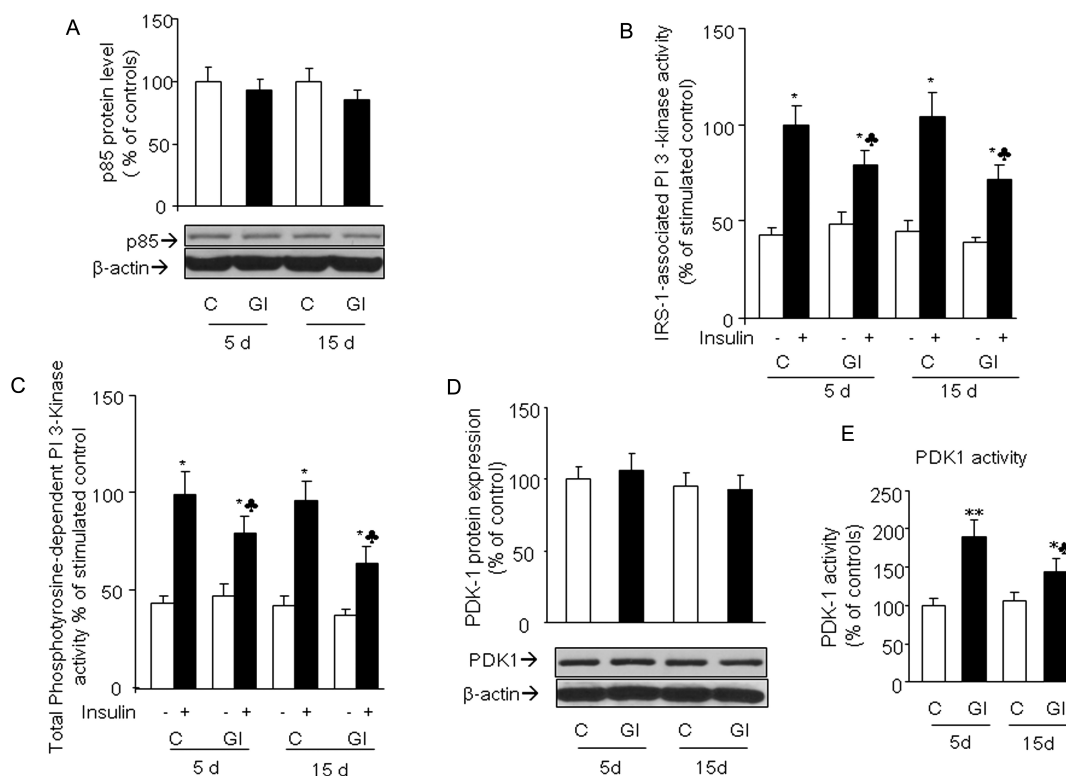 A
p85 protein level
( % of controls)
150
100
50
0
p85→
β-actin→
C GI C GI
5 d 15 d
B
IRS-1-associated PI 3 -kinase activity
(% of stimulated control)
150
100
50
0
* *♣ * *♣
Insulin - + - + - + - +
C GI C GI
5 d 15 d
C
Total Phosphotyrosine-dependent PI 3-Kinase
activity % of stimulated control
150
100
50
0
* *♣ * *♣
Insulin - + - + - + - +
C GI C GI
5 d 15 d
D
PDK-1 protein expression
(% of control)
150
100
50
0
PDK1→
β-actin→
C GI C GI
5d 15d
E
PDK1 activity
PDK-1 activity
(% of controls)
250
200
150
100
50
0
** *♣
C GI C GI
5d 15d